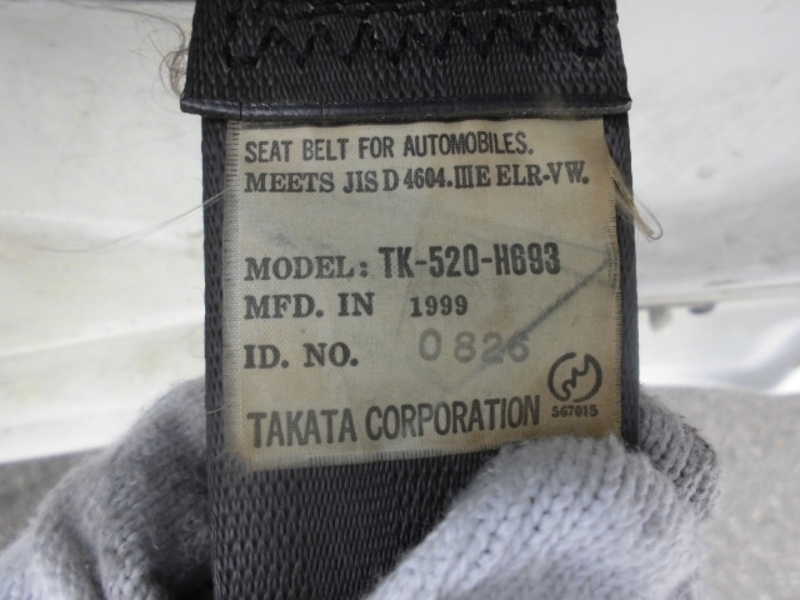 SEAT BELT FOR AUTOMOBILES.
MEETS JIS D 4604.IIIE ELR-VW.
MODEL: TK-520-H693
MFD. IN 1999
ID. NO. 0826
TAKATA CORPORATION
567015